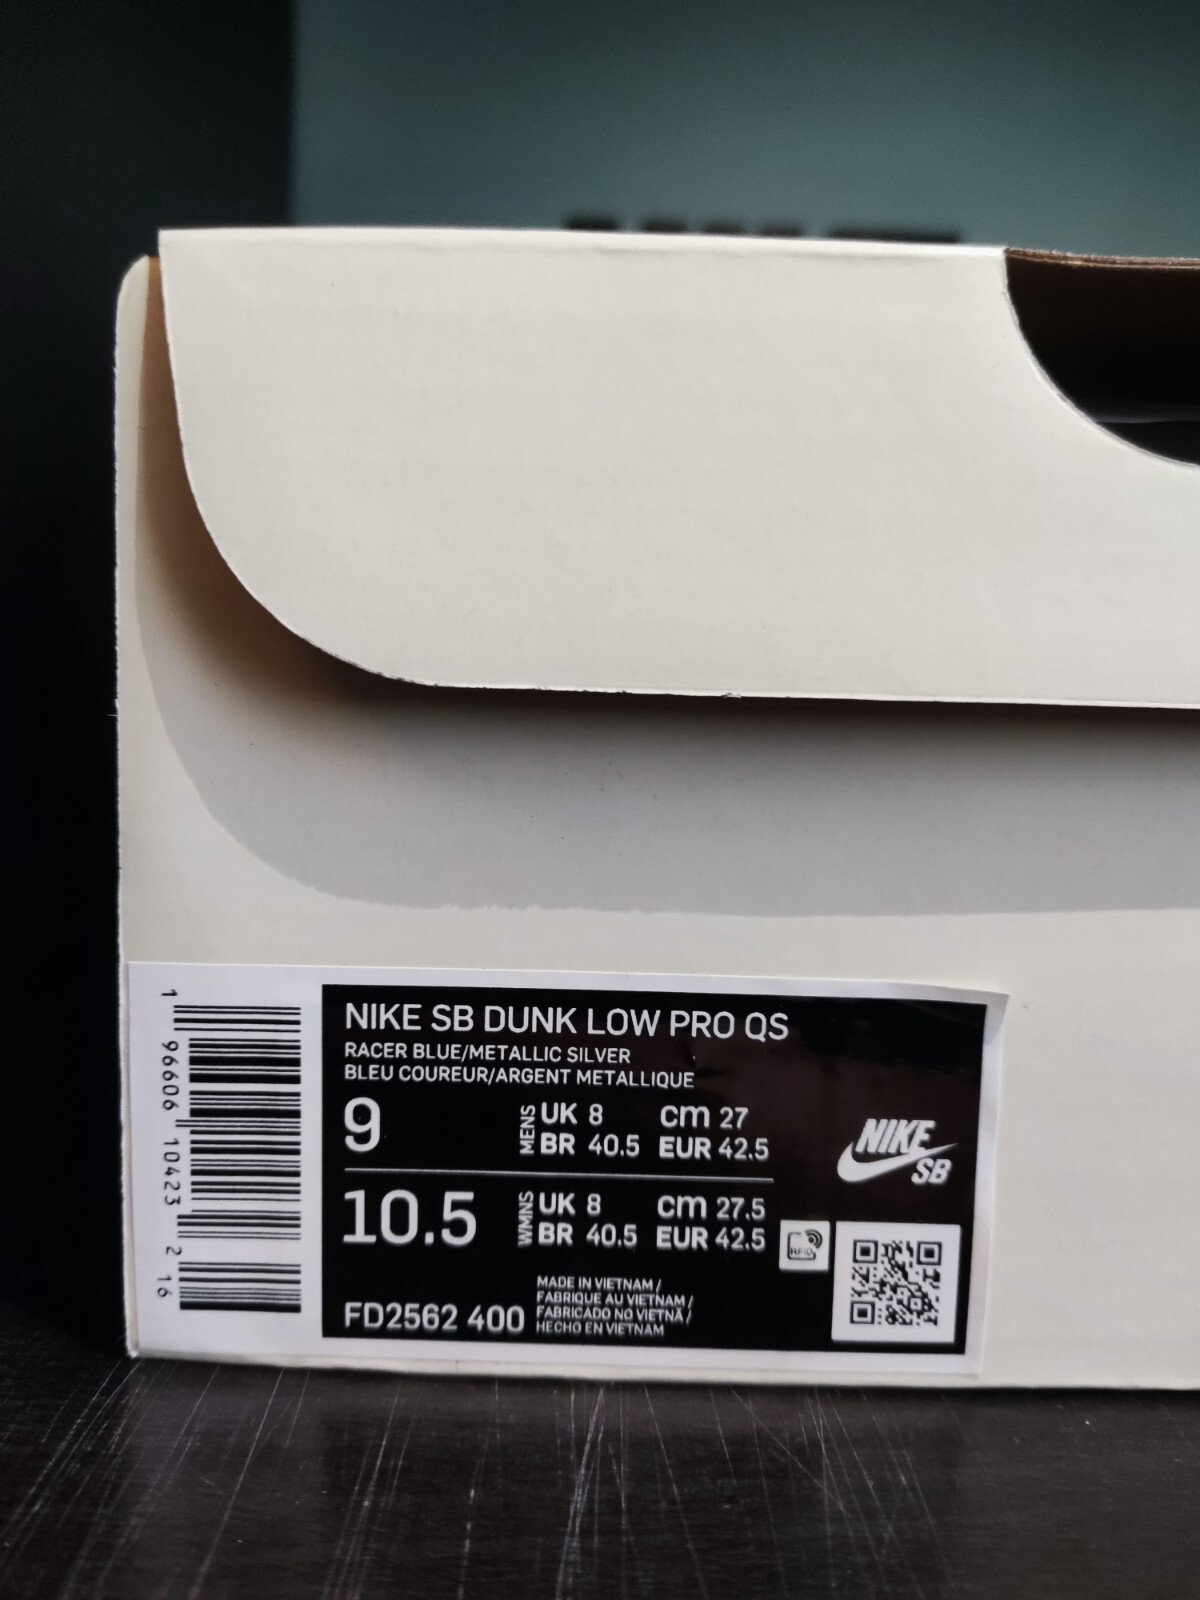 NIKE SB DUNK LOW PRO QS
RACER BLUE/METALLIC SILVER
BLEU COUREUR/ARGENT METALLIQUE
9 MENS UK 8 cm 27
BR 40.5 EUR 42.5
10.5 WMNS UK 8 cm 27.5
BR 40.5 EUR 42.5
FD2562 400
MADE IN VIETNAM /
FABRIQUE AU VIETNAM /
FABRICADO NO VIETNÃ /
HECHO EN VIETNAM
NIKE
SB
RFID
1 96606 10423 2 16